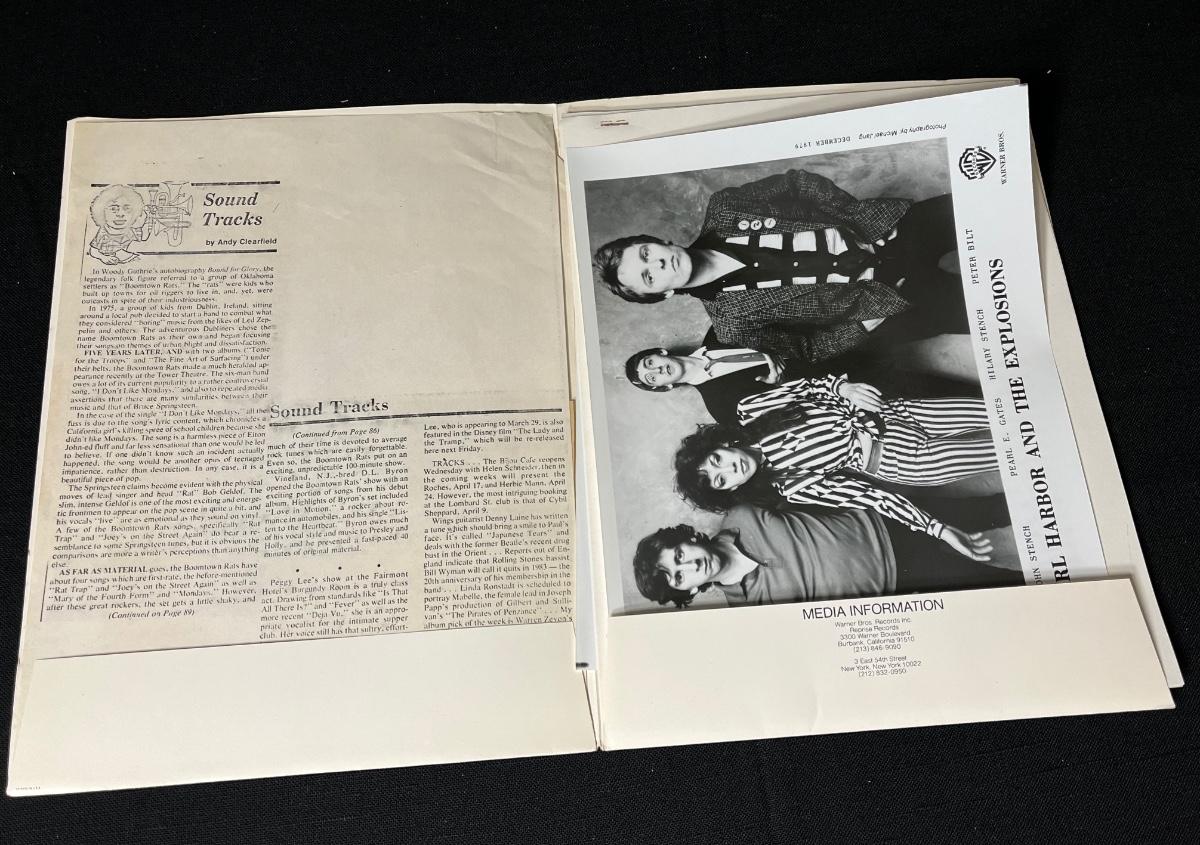 Sound
Tracks
by Andy Clearfield
In Woody Guthrie's autobiography Bound for Glory, the
legendary folk figure referred to a group of Oklahoma
settlers as "Boomtown Rats." The "rats" were kids who
built up towns for oil riggers to live in, and, yet, were
outcasts in spite of their industriousness.
In 1975, a group of kids from Dublin, Ireland, sitting
around a local pub decided to start a band to combat what
they considered "boring" music from the likes of Led Zep-
pelin and others. The adventurous Dubliners chose the
name Boomtown Rats as their own and began focusing
their songs on themes of urban blight and dissatisfaction.
FIVE YEARS LATER, AND with two albums ("Tonic
for the Troops" and "The Fine Art of Surfacing") under
their belts, the Boomtown Rats made a much heralded ap-
pearance recently at the Tower Theatre. The six-man band
owes a lot of its current popularity to a rather controversial
song, "I Don't Like Mondays," and also to repeated media
assertions that there are many similarities between their
music and that of Bruce Springsteen.
In the case of the single "I Don't Like Mondays," all the
fuss is due to the song's lyric content, which chronicles a
California girl's killing spree of school children because she
didn't like Mondays. The song is a harmless piece of Elton
John-ed fluff and far less sensational than one would be led
to believe. If one didn't know such an incident actually
happened, the song would be another opus of teenaged
impatience, rather than destruction. In any case, it is a
beautiful piece of pop.
The Springsteen claims become evident with the physical
moves of lead singer and head "Rat" Bob Geldof. The
slim, intense Geldof is one of the most exciting and energe-
tic frontmen to appear on the pop scene in quite a bit, and
his vocals "live" are as emotional as they sound on vinyl.
A few of the Boomtown Rats songs, specifically "Rat
Trap" and "Joey's on the Street Again" do bear a re-
semblance to some Springsteen tunes, but it is obvious the
comparisons are more a writer's perceptions than anything
else.
AS FAR AS MATERIAL goes, the Boomtown Rats have
about four songs which are first-rate, the before-mentioned
"Rat Trap" and "Joey's on the Street Again" as well as
"Mary of the Fourth Form" and "Mondays." However,
after these great rockers, the set gets a little shaky, and
(Continued on Page 89)
Sound Tracks
(Continued from Page 86)
much of their time is devoted to average
rock tunes which are easily forgettable.
Even so, the Boomtown Rats put on an
exciting, unpredictable 100-minute show.
Vineland, N.J.-bred D.L. Byron
opened the Boomtown Rats' show with an
exciting portion of songs from his debut
album. Highlights of Byron's set included
"Love in Motion," a rocker about ro-
mance in automobiles, and his single "Lis-
ten to the Heartbeat." Byron owes much
of his vocal style and music to Presley and
Holly, and he presented a fast-paced 40
minutes of original material.
• • •
Peggy Lee's show at the Fairmont
Hotel's Burgundy Room is a truly class
act. Drawing from standards like "Is That
All There Is?" and "Fever" as well as the
more recent "Deja Vu," she is an appro-
priate vocalist for the intimate supper
club. Her voice still has that sultry, effort-
Lee, who is appearing to March 29, is also
featured in the Disney film "The Lady and
the Tramp," which will be re-released
here next Friday.
TRACKS . . . The Bijou Cafe reopens
Wednesday with Helen Schneider, then in
the coming weeks will present the
Roches, April 17, and Herbie Mann, April
24. However, the most intriguing booking
at the Lombard St. club is that of Cybil
Sheppard, April 9.
Wings guitarist Denny Laine has written
a tune which should bring a smile to Paul's
face. It's called "Japanese Tears" and
deals with the former Beatle's recent drug
bust in the Orient . . . Reports out of En-
gland indicate that Rolling Stones bassist
Bill Wyman will call it quits in 1983 — the
20th anniversary of his membership in the
band . . . Linda Ronstadt is scheduled to
portray Mabelle, the female lead in Joseph
Papp's production of Gilbert and Sulli-
van's "The Pirates of Penzance" . . . My
album pick of the week is Warren Zevon's
Photography by Michael Jang DECEMBER 1979
WARNER BROS.
OHN STENCH PEARL E. GATES HILARY STENCH PETER BILT
RL HARBOR AND THE EXPLOSIONS
MEDIA INFORMATION
Warner Bros. Records Inc.
Reprise Records
3300 Warner Boulevard
Burbank, California 91510
(213) 846-9090
3 East 54th Street
New York, New York 10022
(212) 832-0950